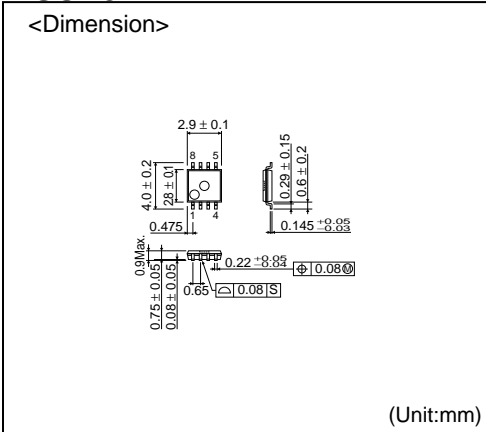 <Dimension>
2.9 ± 0.1
8 5
4.0 ± 0.2
2.8 ± 0.1
1 4
0.475
0.29 ± 0.15
0.6 ± 0.2
0.145 +0.05 −0.03
0.9Max.
0.75 ± 0.05
0.08 ± 0.05
0.65
0.22 +0.05 −0.04
⌖ 0.08Ⓜ
⌓ 0.08 S
(Unit:mm)